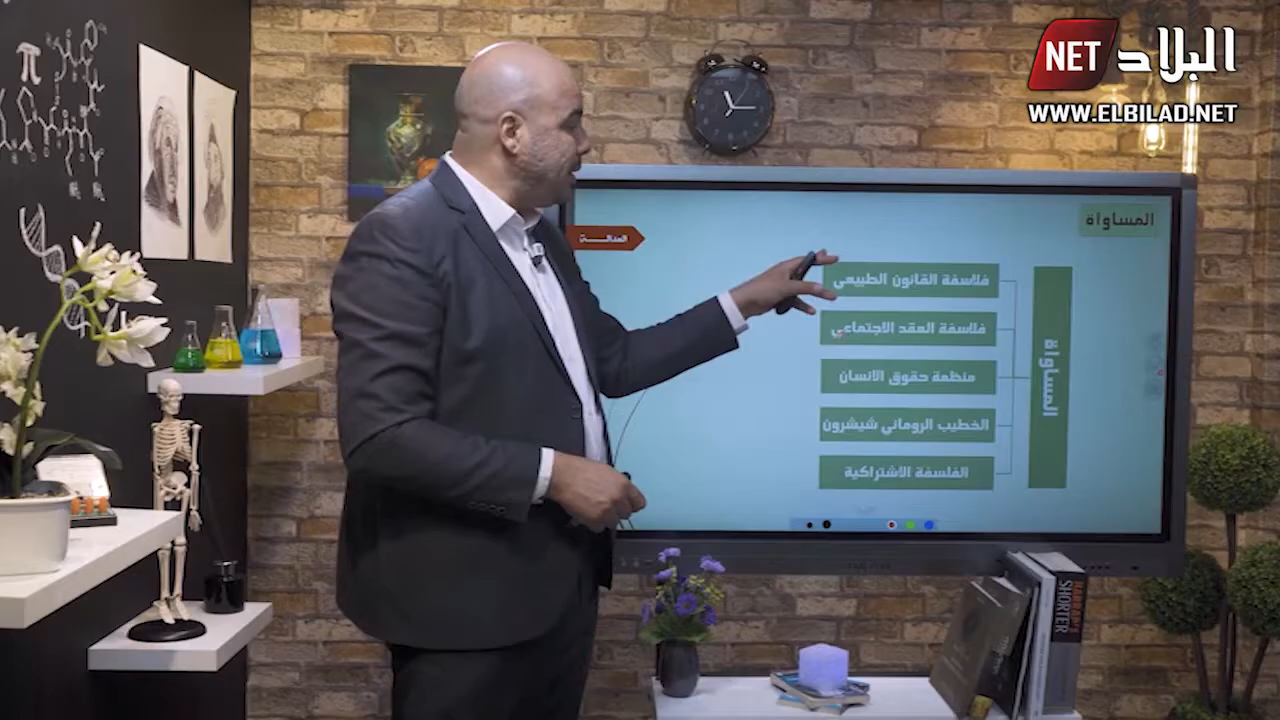 البلاد NET
WWW.ELBILAD.NET
المساواة
العدالـــة
المساواة
فلاسفة القانون الطبيعي
فلاسفة العقد الاجتماعي
منظمة حقوق الانسان
الخطيب الروماني شيشرون
الفلسفة الاشتراكية
SHORTER
π